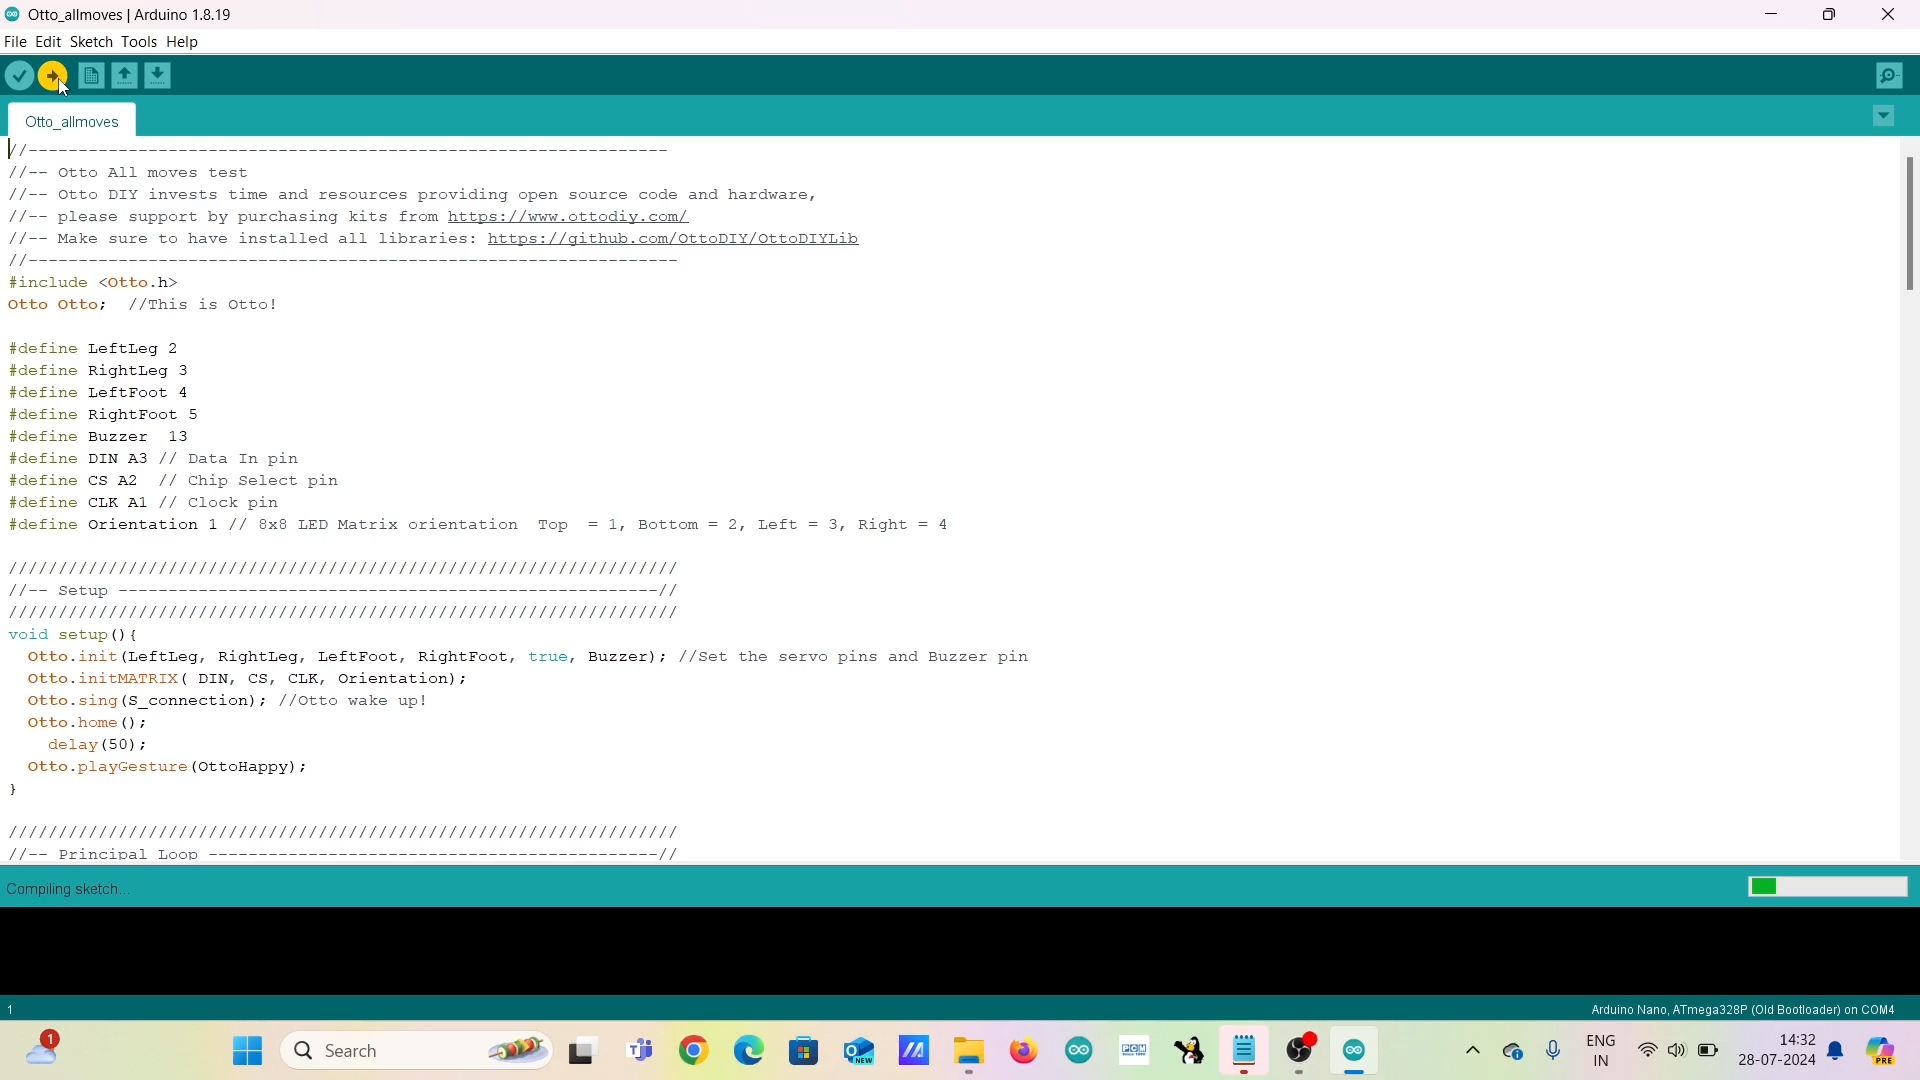 Otto_allmoves | Arduino 1.8.19
File Edit Sketch Tools Help
Otto_allmoves
//----------------------------------------------------------------
//-- Otto All moves test
//-- Otto DIY invests time and resources providing open source code and hardware,
//-- please support by purchasing kits from https://www.ottodiy.com/
//-- Make sure to have installed all libraries: https://github.com/OttoDIY/OttoDIYLib
//-----------------------------------------------------------------
#include <Otto.h>
Otto Otto;  //This is Otto!
#define LeftLeg 2
#define RightLeg 3
#define LeftFoot 4
#define RightFoot 5
#define Buzzer  13
#define DIN A3 // Data In pin
#define CS A2  // Chip Select pin
#define CLK A1 // Clock pin
#define Orientation 1 // 8x8 LED Matrix orientation  Top  = 1, Bottom = 2, Left = 3, Right = 4
///////////////////////////////////////////////////////////////////
//-- Setup ------------------------------------------------------//
///////////////////////////////////////////////////////////////////
void setup(){
  Otto.init(LeftLeg, RightLeg, LeftFoot, RightFoot, true, Buzzer); //Set the servo pins and Buzzer pin
  Otto.initMATRIX( DIN, CS, CLK, Orientation);
  Otto.sing(S_connection); //Otto wake up!
  Otto.home();
    delay(50);
  Otto.playGesture(OttoHappy);
}
///////////////////////////////////////////////////////////////////
//-- Principal Loop ---------------------------------------------//
Compiling sketch...
1
Arduino Nano, ATmega328P (Old Bootloader) on COM4
1
Search
NEW
PCM
ENG
IN
14:32
28-07-2024
PRE